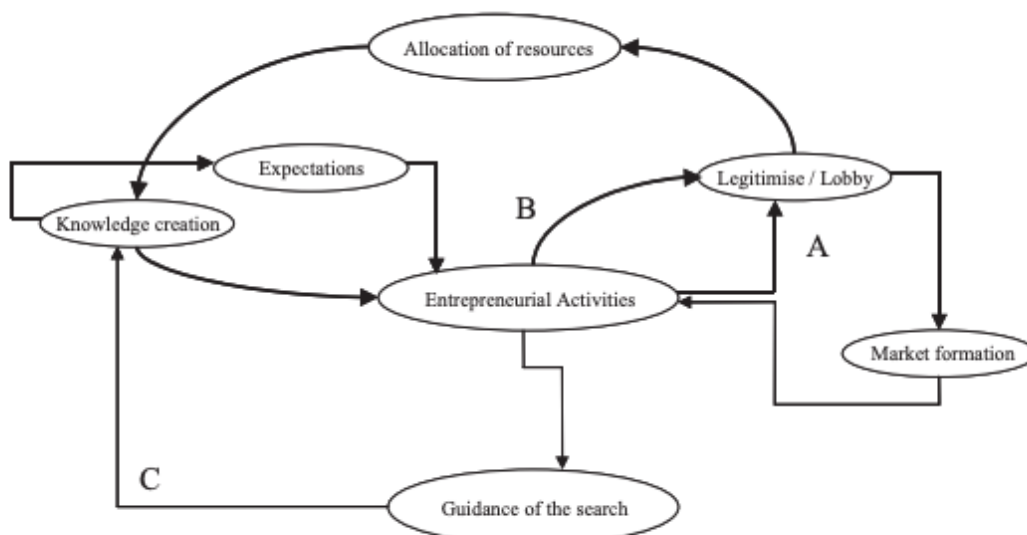 Allocation of resources
Expectations
Legitimise / Lobby
B
Knowledge creation
A
Entrepreneurial Activities
Market formation
C
Guidance of the search